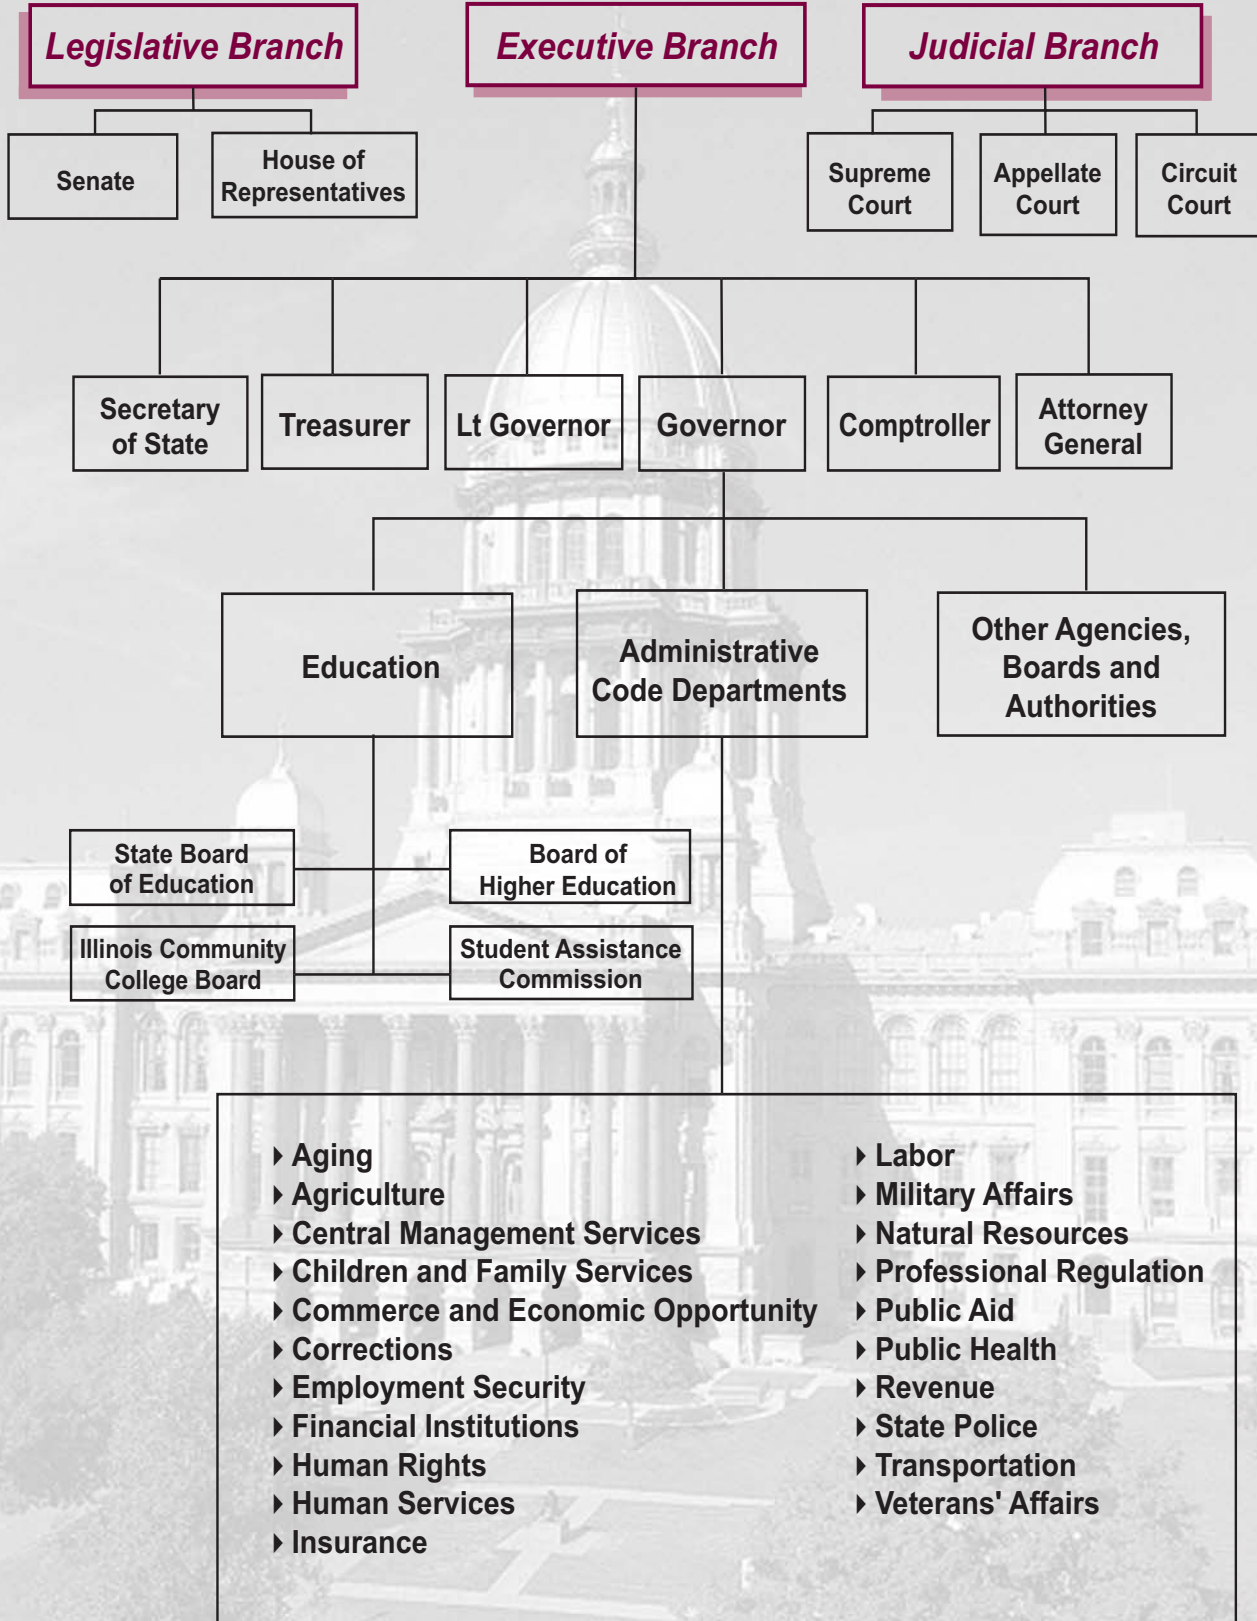 Legislative Branch
Executive Branch
Judicial Branch
Senate
House of
Representatives
Supreme
Court
Appellate
Court
Circuit
Court
Secretary
of State
Treasurer
Lt Governor
Governor
Comptroller
Attorney
General
Education
Administrative
Code Departments
Other Agencies,
Boards and
Authorities
State Board
of Education
Board of
Higher Education
Illinois Community
College Board
Student Assistance
Commission
Aging
Agriculture
Central Management Services
Children and Family Services
Commerce and Economic Opportunity
Corrections
Employment Security
Financial Institutions
Human Rights
Human Services
Insurance
Labor
Military Affairs
Natural Resources
Professional Regulation
Public Aid
Public Health
Revenue
State Police
Transportation
Veterans' Affairs